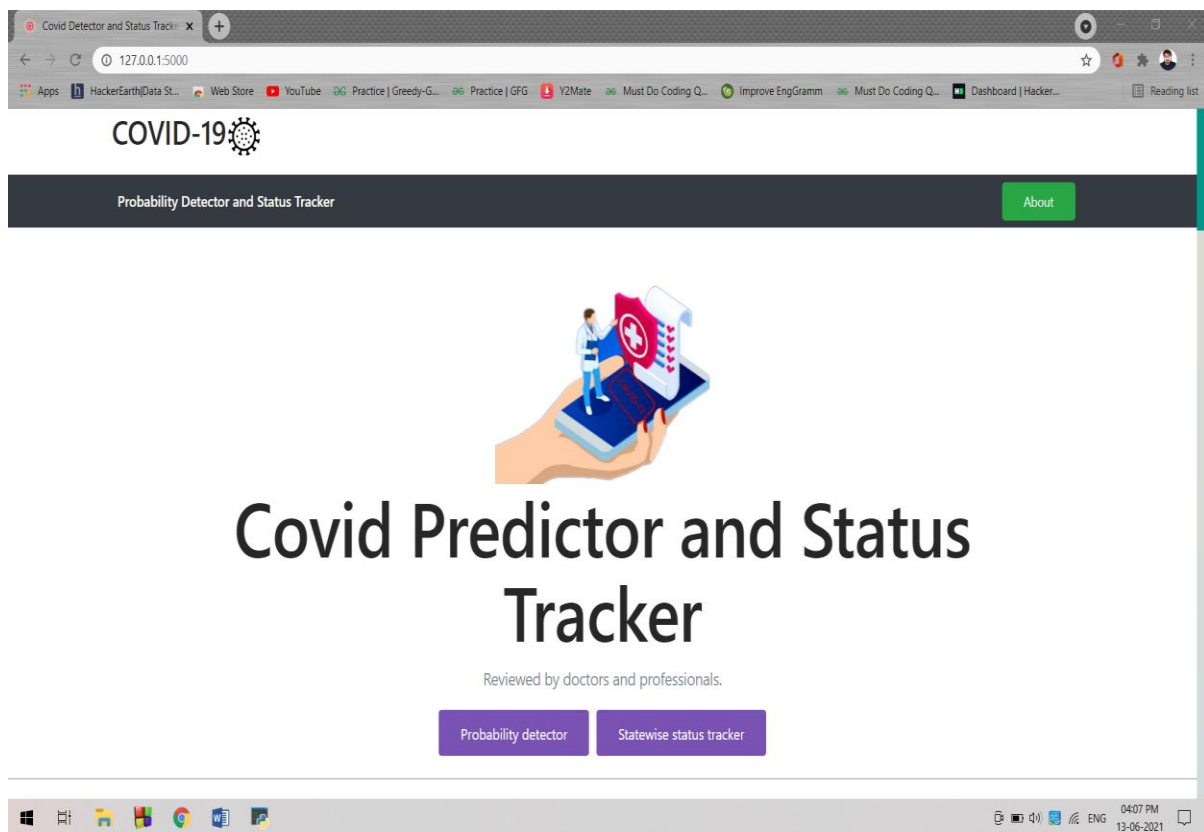 Covid Detector and Status Tracke
127.0.0.1:5000
Apps
HackerEarth|Data St...
Web Store
YouTube
Practice | Greedy-G...
Practice | GFG
Y2Mate
Must Do Coding Q...
Improve EngGramm
Must Do Coding Q...
Dashboard | Hacker...
Reading list
COVID-19
Probability Detector and Status Tracker
About
Covid Predictor and Status
Tracker
Reviewed by doctors and professionals.
Probability detector
Statewise status tracker
ENG
04:07 PM
13-06-2021